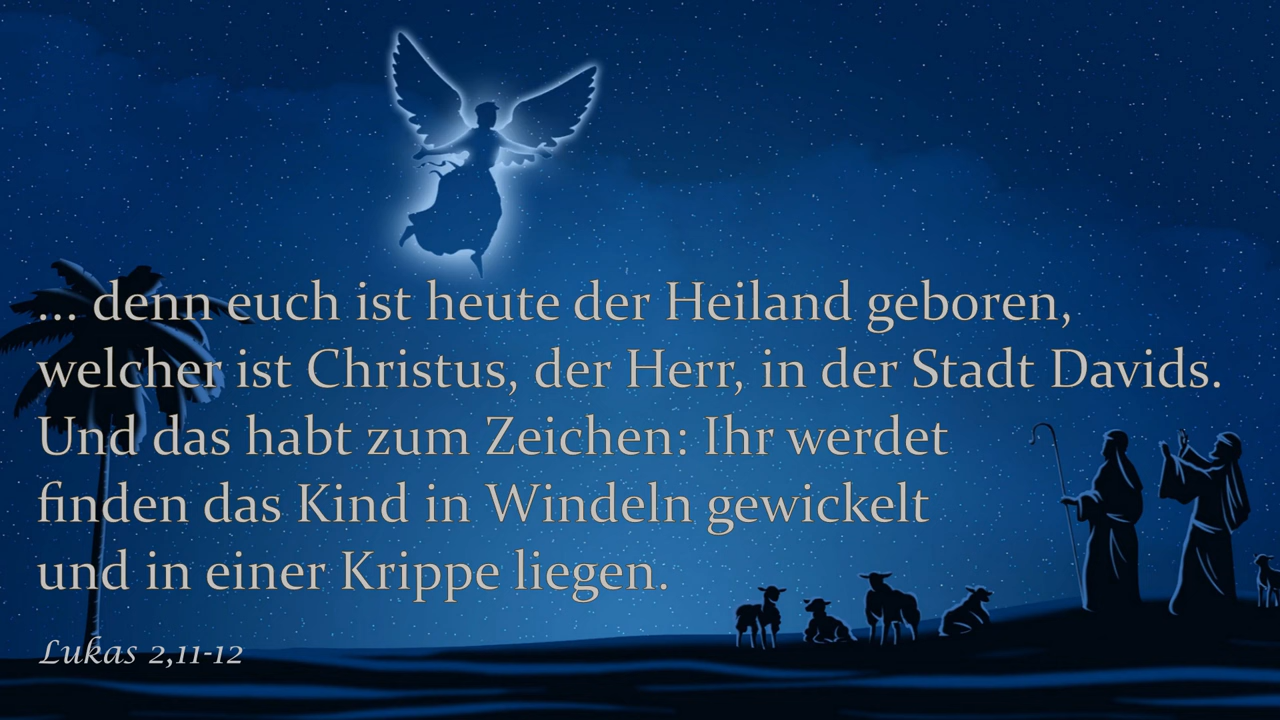 ... denn euch ist heute der Heiland geboren,
welcher ist Christus, der Herr, in der Stadt Davids.
Und das habt zum Zeichen: Ihr werdet
finden das Kind in Windeln gewickelt
und in einer Krippe liegen.
Lukas 2,11-12